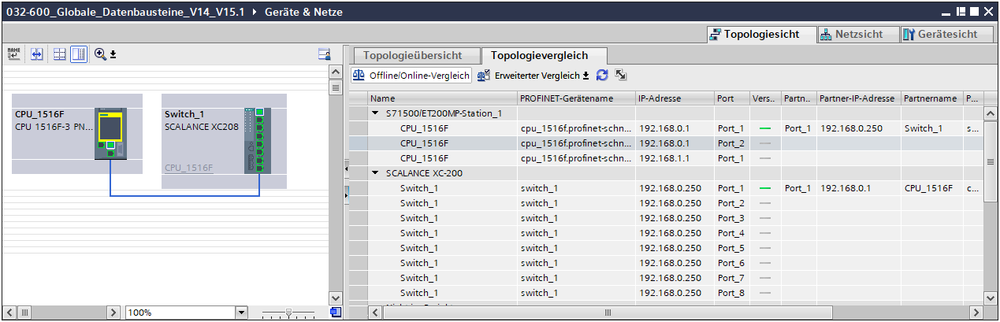 032-600_Globale_Datenbausteine_V14_V15.1 ▸ Geräte & Netze
Topologiesicht Netzsicht Gerätesicht
Topologieübersicht Topologievergleich
Offline/Online-Vergleich Erweiterter Vergleich
CPU_1516F
CPU 1516F-3 PN...
Switch_1
SCALANCE XC208
CPU_1516F
100%
Name PROFINET-Gerätename IP-Adresse Port Vers.. Partn.. Partner-IP-Adresse Partnername P...
S71500/ET200MP-Station_1
CPU_1516F cpu_1516f.profinet-schn... 192.168.0.1 Port_1 Port_1 192.168.0.250 Switch_1 s...
CPU_1516F cpu_1516f.profinet-schn... 192.168.0.1 Port_2
CPU_1516F cpu_1516f.profinet-schn... 192.168.1.1 Port_1
SCALANCE XC-200
Switch_1 switch_1 192.168.0.250 Port_1 Port_1 192.168.0.1 CPU_1516F c...
Switch_1 switch_1 192.168.0.250 Port_2
Switch_1 switch_1 192.168.0.250 Port_3
Switch_1 switch_1 192.168.0.250 Port_4
Switch_1 switch_1 192.168.0.250 Port_5
Switch_1 switch_1 192.168.0.250 Port_6
Switch_1 switch_1 192.168.0.250 Port_7
Switch_1 switch_1 192.168.0.250 Port_8